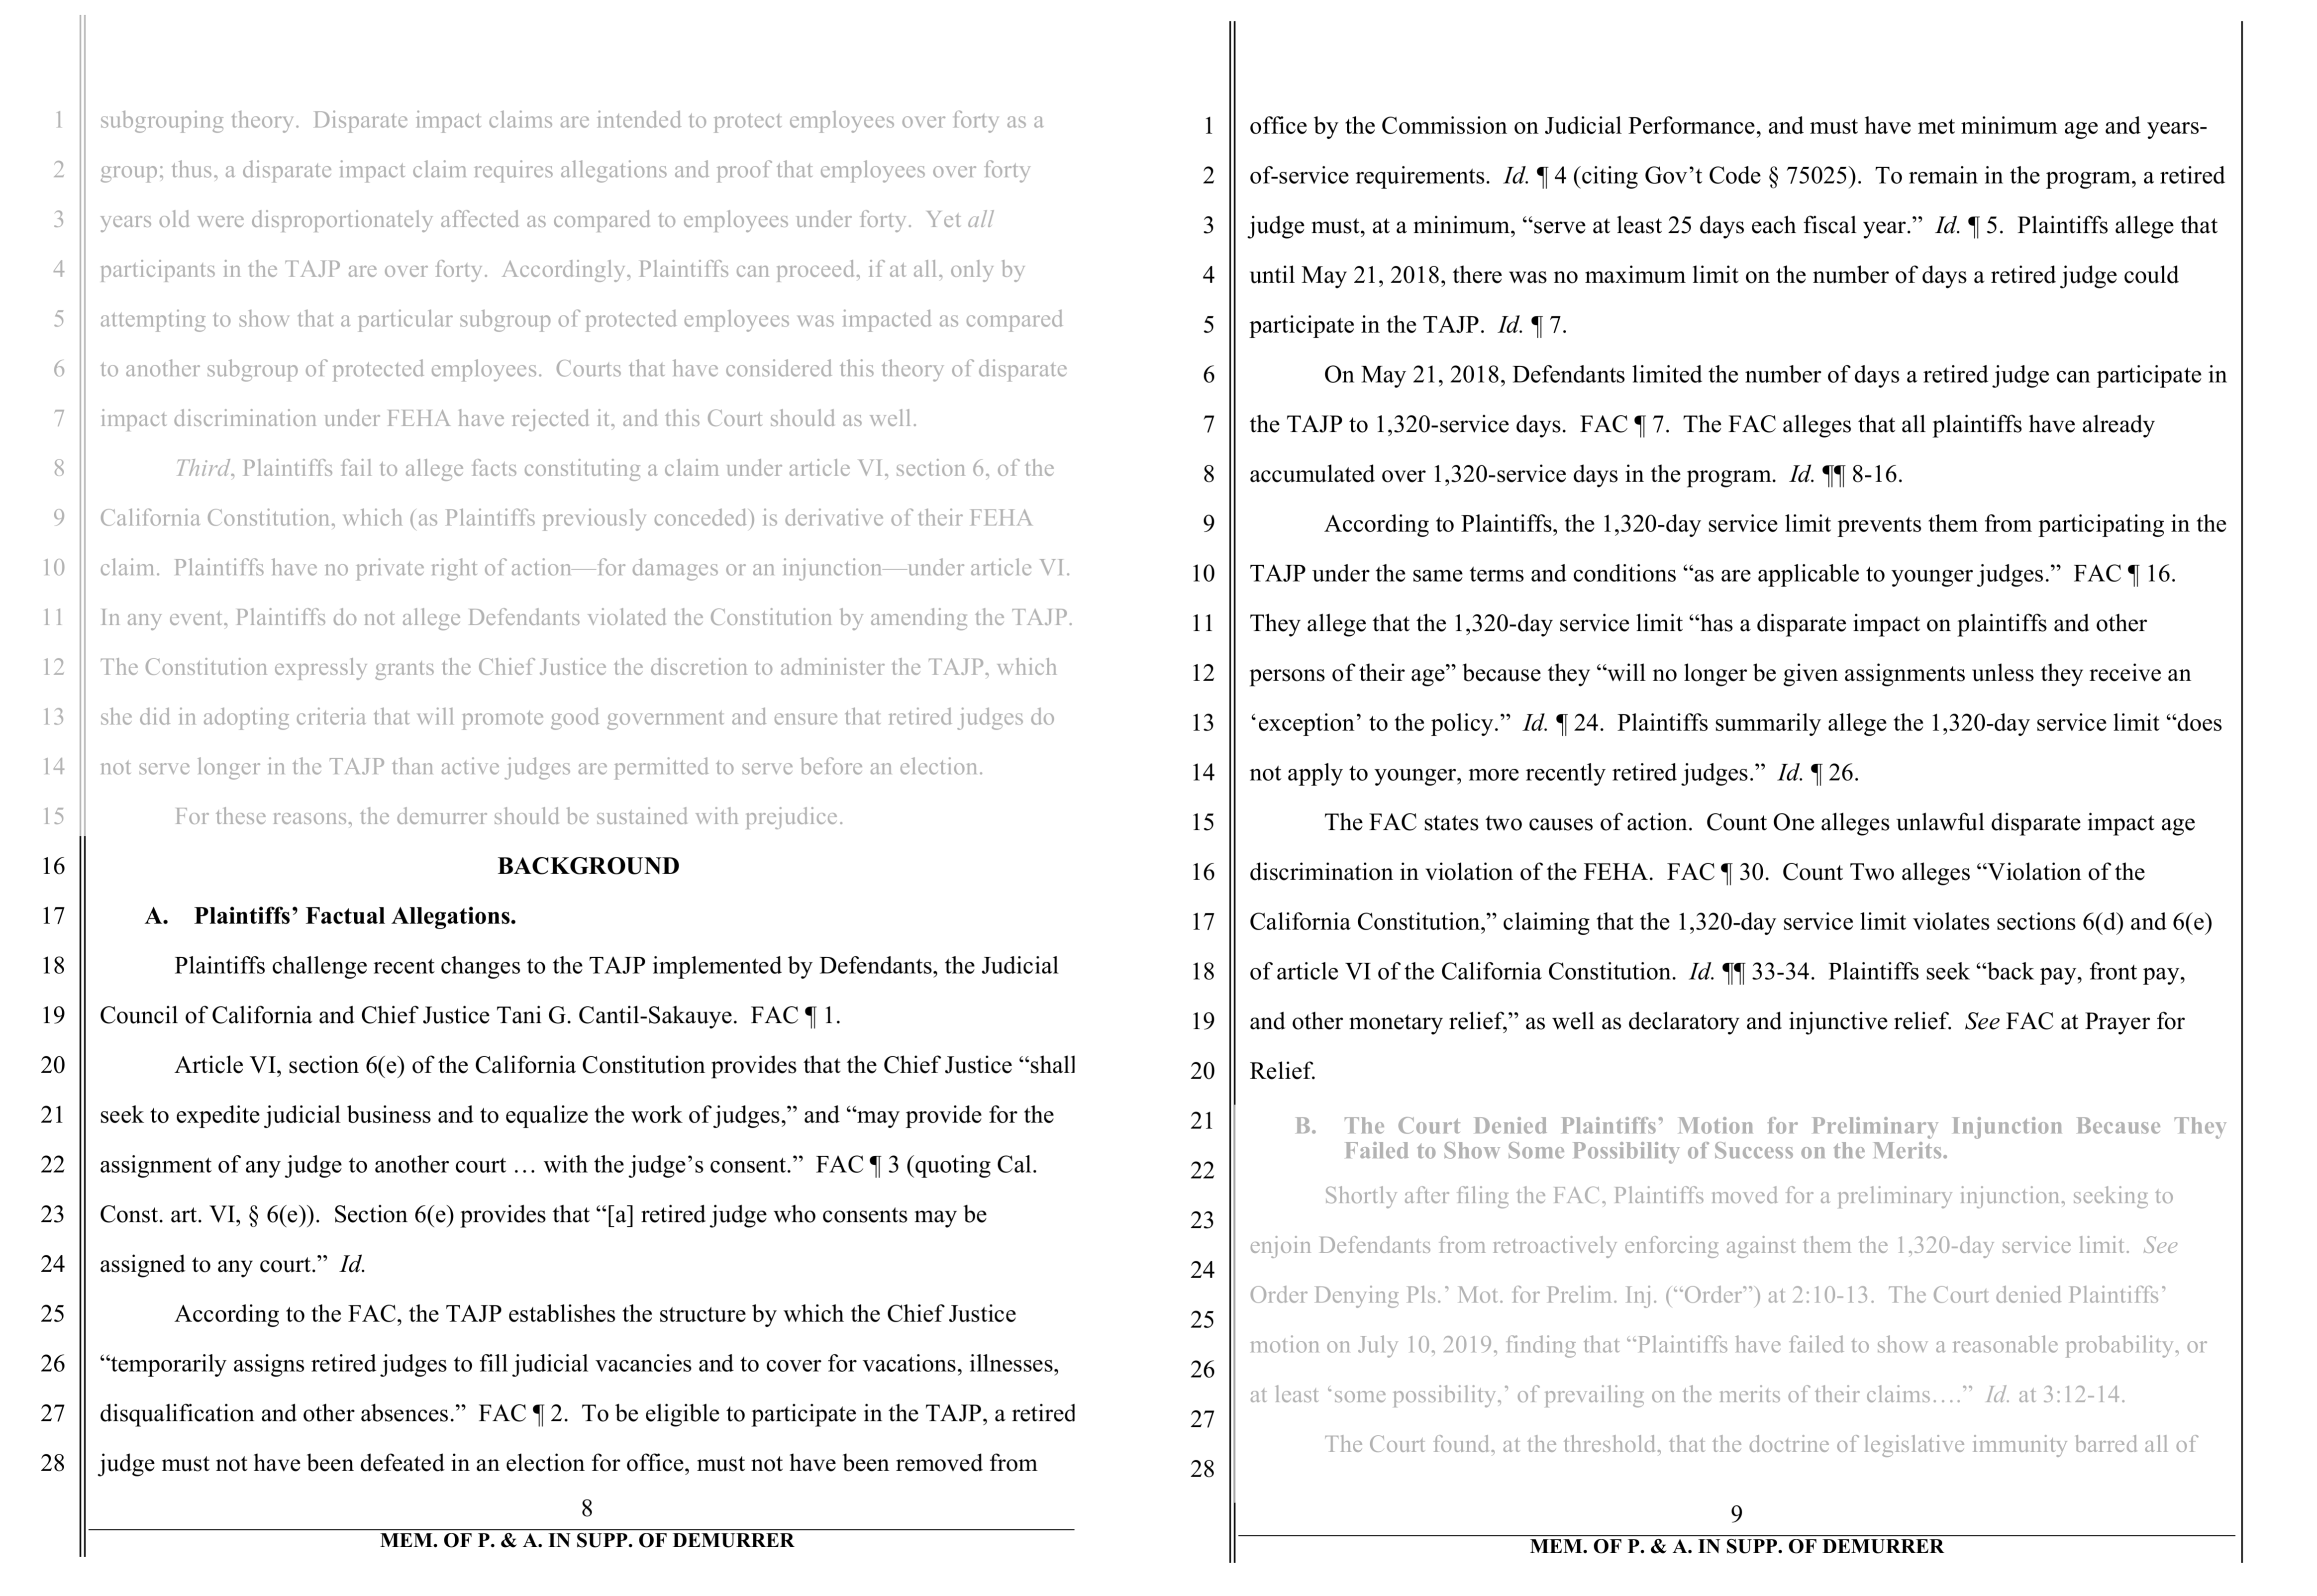 1 subgrouping theory. Disparate impact claims are intended to protect employees over forty as a
2 group; thus, a disparate impact claim requires allegations and proof that employees over forty
3 years old were disproportionately affected as compared to employees under forty. Yet all
4 participants in the TAJP are over forty. Accordingly, Plaintiffs can proceed, if at all, only by
5 attempting to show that a particular subgroup of protected employees was impacted as compared
6 to another subgroup of protected employees. Courts that have considered this theory of disparate
7 impact discrimination under FEHA have rejected it, and this Court should as well.
8 Third, Plaintiffs fail to allege facts constituting a claim under article VI, section 6, of the
9 California Constitution, which (as Plaintiffs previously conceded) is derivative of their FEHA
10 claim. Plaintiffs have no private right of action—for damages or an injunction—under article VI.
11 In any event, Plaintiffs do not allege Defendants violated the Constitution by amending the TAJP.
12 The Constitution expressly grants the Chief Justice the discretion to administer the TAJP, which
13 she did in adopting criteria that will promote good government and ensure that retired judges do
14 not serve longer in the TAJP than active judges are permitted to serve before an election.
15 For these reasons, the demurrer should be sustained with prejudice.
16 BACKGROUND
17 A. Plaintiffs’ Factual Allegations.
18 Plaintiffs challenge recent changes to the TAJP implemented by Defendants, the Judicial
19 Council of California and Chief Justice Tani G. Cantil-Sakauye. FAC ¶ 1.
20 Article VI, section 6(e) of the California Constitution provides that the Chief Justice “shall
21 seek to expedite judicial business and to equalize the work of judges,” and “may provide for the
22 assignment of any judge to another court … with the judge’s consent.” FAC ¶ 3 (quoting Cal.
23 Const. art. VI, § 6(e)). Section 6(e) provides that “[a] retired judge who consents may be
24 assigned to any court.” Id.
25 According to the FAC, the TAJP establishes the structure by which the Chief Justice
26 “temporarily assigns retired judges to fill judicial vacancies and to cover for vacations, illnesses,
27 disqualification and other absences.” FAC ¶ 2. To be eligible to participate in the TAJP, a retired
28 judge must not have been defeated in an election for office, must not have been removed from
8
MEM. OF P. & A. IN SUPP. OF DEMURRER
1 office by the Commission on Judicial Performance, and must have met minimum age and years-
2 of-service requirements. Id. ¶ 4 (citing Gov’t Code § 75025). To remain in the program, a retired
3 judge must, at a minimum, “serve at least 25 days each fiscal year.” Id. ¶ 5. Plaintiffs allege that
4 until May 21, 2018, there was no maximum limit on the number of days a retired judge could
5 participate in the TAJP. Id. ¶ 7.
6 On May 21, 2018, Defendants limited the number of days a retired judge can participate in
7 the TAJP to 1,320-service days. FAC ¶ 7. The FAC alleges that all plaintiffs have already
8 accumulated over 1,320-service days in the program. Id. ¶¶ 8-16.
9 According to Plaintiffs, the 1,320-day service limit prevents them from participating in the
10 TAJP under the same terms and conditions “as are applicable to younger judges.” FAC ¶ 16.
11 They allege that the 1,320-day service limit “has a disparate impact on plaintiffs and other
12 persons of their age” because they “will no longer be given assignments unless they receive an
13 ‘exception’ to the policy.” Id. ¶ 24. Plaintiffs summarily allege the 1,320-day service limit “does
14 not apply to younger, more recently retired judges.” Id. ¶ 26.
15 The FAC states two causes of action. Count One alleges unlawful disparate impact age
16 discrimination in violation of the FEHA. FAC ¶ 30. Count Two alleges “Violation of the
17 California Constitution,” claiming that the 1,320-day service limit violates sections 6(d) and 6(e)
18 of article VI of the California Constitution. Id. ¶¶ 33-34. Plaintiffs seek “back pay, front pay,
19 and other monetary relief,” as well as declaratory and injunctive relief. See FAC at Prayer for
20 Relief.
21 B. The Court Denied Plaintiffs’ Motion for Preliminary Injunction Because They
Failed to Show Some Possibility of Success on the Merits.
22
Shortly after filing the FAC, Plaintiffs moved for a preliminary injunction, seeking to
23
enjoin Defendants from retroactively enforcing against them the 1,320-day service limit. See
24
Order Denying Pls.’ Mot. for Prelim. Inj. (“Order”) at 2:10-13. The Court denied Plaintiffs’
25
motion on July 10, 2019, finding that “Plaintiffs have failed to show a reasonable probability, or
26
at least ‘some possibility,’ of prevailing on the merits of their claims….” Id. at 3:12-14.
27
The Court found, at the threshold, that the doctrine of legislative immunity barred all of
28
9
MEM. OF P. & A. IN SUPP. OF DEMURRER